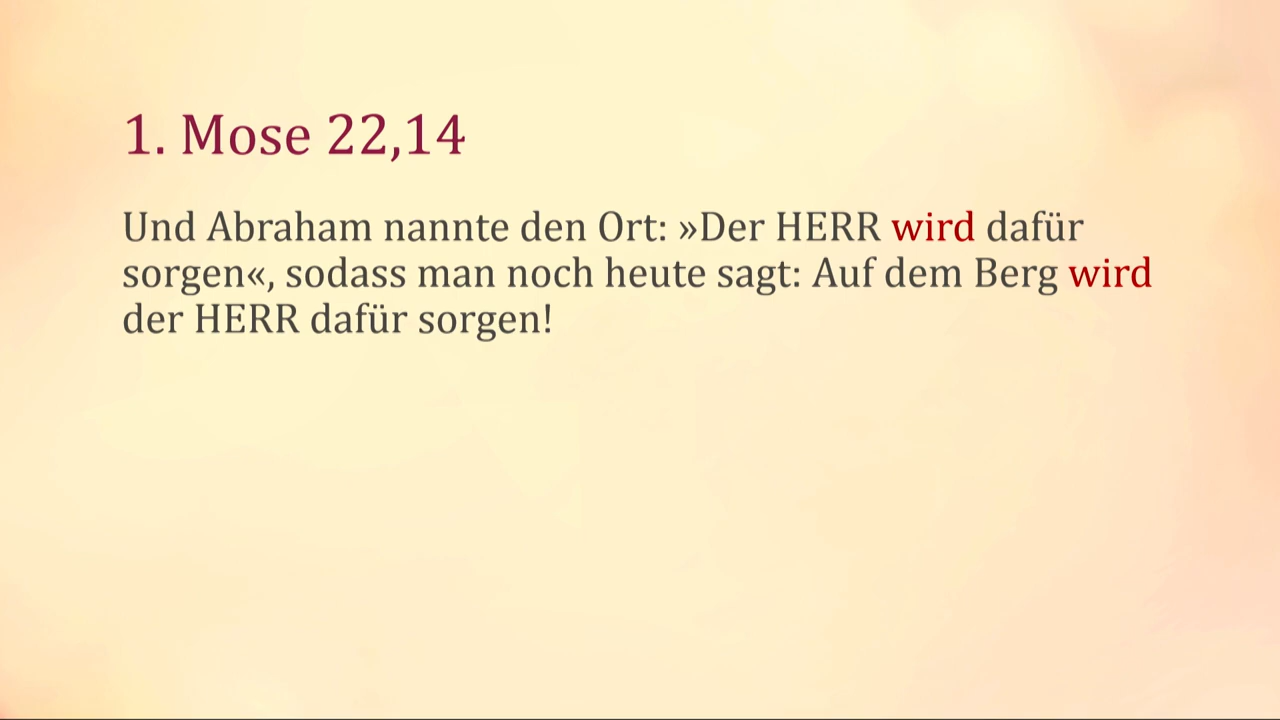 1. Mose 22,14
Und Abraham nannte den Ort: »Der HERR wird dafür
sorgen«, sodass man noch heute sagt: Auf dem Berg wird
der HERR dafür sorgen!